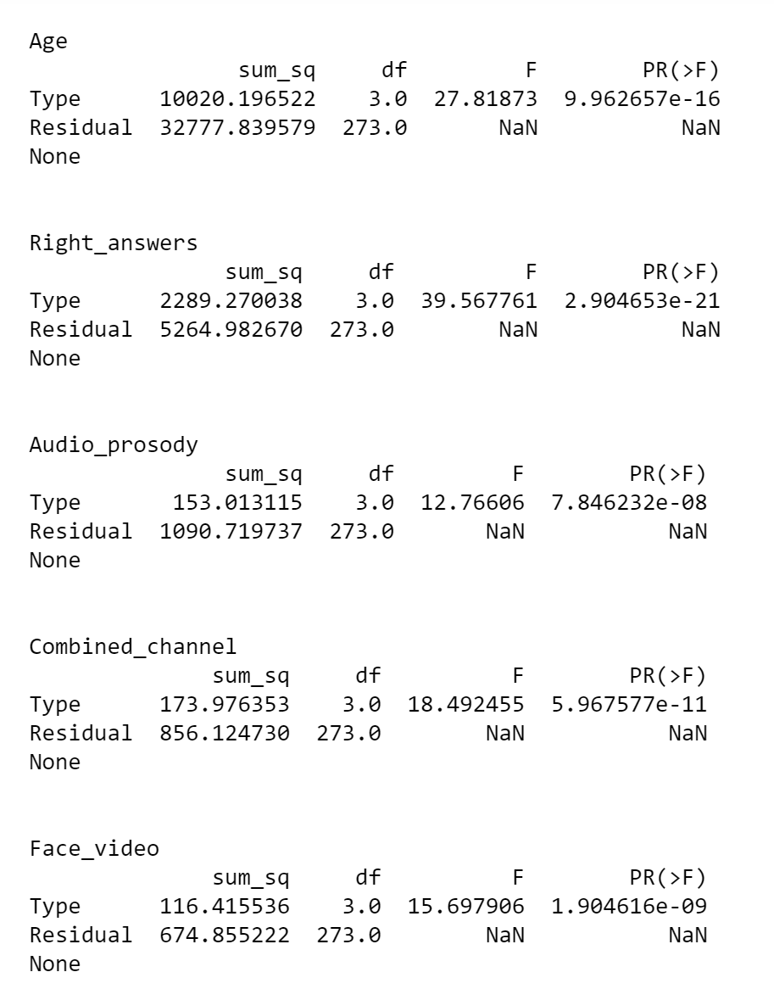 Age
sum_sq df F PR(>F)
Type 10020.196522 3.0 27.81873 9.962657e-16
Residual 32777.839579 273.0 NaN NaN
None
Right_answers
sum_sq df F PR(>F)
Type 2289.270038 3.0 39.567761 2.904653e-21
Residual 5264.982670 273.0 NaN NaN
None
Audio_prosody
sum_sq df F PR(>F)
Type 153.013115 3.0 12.76606 7.846232e-08
Residual 1090.719737 273.0 NaN NaN
None
Combined_channel
sum_sq df F PR(>F)
Type 173.976353 3.0 18.492455 5.967577e-11
Residual 856.124730 273.0 NaN NaN
None
Face_video
sum_sq df F PR(>F)
Type 116.415536 3.0 15.697906 1.904616e-09
Residual 674.855222 273.0 NaN NaN
None